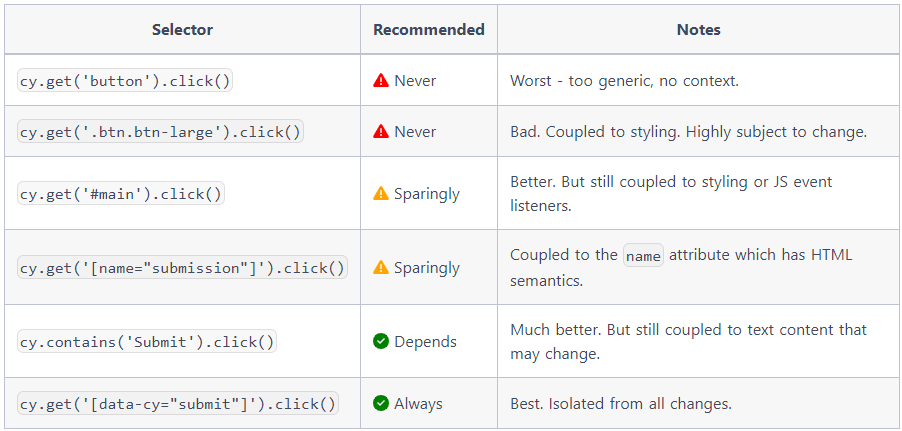 Selector Recommended Notes
cy.get('button').click() Never Worst - too generic, no context.
cy.get('.btn.btn-large').click() Never Bad. Coupled to styling. Highly subject to change.
cy.get('#main').click() Sparingly Better. But still coupled to styling or JS event
listeners.
cy.get('[name="submission"]').click() Sparingly Coupled to the name attribute which has HTML
semantics.
cy.contains('Submit').click() Depends Much better. But still coupled to text content that
may change.
cy.get('[data-cy="submit"]').click() Always Best. Isolated from all changes.